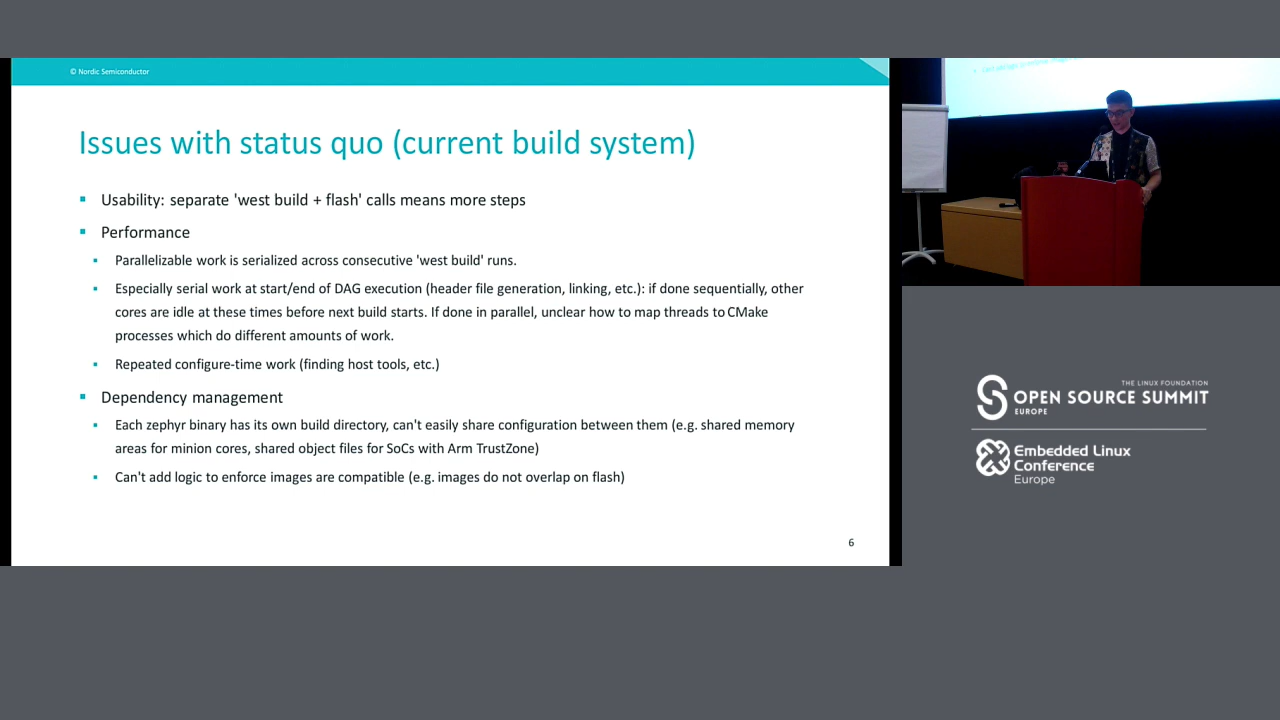 © Nordic Semiconductor
Issues with status quo (current build system)
Usability: separate 'west build + flash' calls means more steps
Performance
Parallelizable work is serialized across consecutive 'west build' runs.
Especially serial work at start/end of DAG execution (header file generation, linking, etc.): if done sequentially, other
cores are idle at these times before next build starts. If done in parallel, unclear how to map threads to CMake
processes which do different amounts of work.
Repeated configure-time work (finding host tools, etc.)
Dependency management
Each zephyr binary has its own build directory, can't easily share configuration between them (e.g. shared memory
areas for minion cores, shared object files for SoCs with Arm TrustZone)
Can't add logic to enforce images are compatible (e.g. images do not overlap on flash)
6
THE LINUX FOUNDATION
OPEN SOURCE SUMMIT
EUROPE
Embedded Linux
Conference
Europe